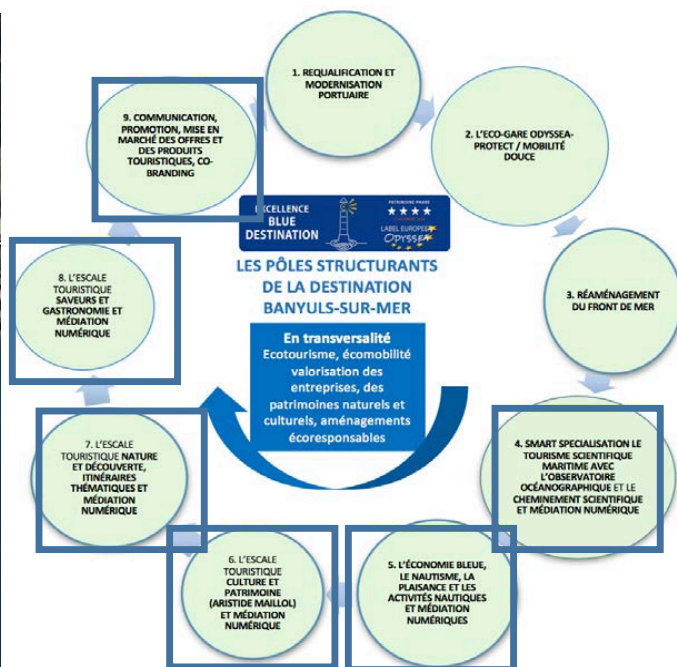 1. REQUALIFICATION ET
MODERNISATION
PORTUAIRE
2. L'ECO-GARE ODYSSEA-
PROTECT / MOBILITÉ
DOUCE
3. RÉAMÉNAGEMENT
DU FRONT DE MER
4. SMART SPECIALISATION LE
TOURISME SCIENTIFIQUE
MARITIME AVEC
L'OBSERVATOIRE
OCÉANOGRAPHIQUE ET LE
CHEMINEMENT SCIENTIFIQUE
ET MÉDIATION NUMÉRIQUE
5. L'ÉCONOMIE BLEUE,
LE NAUTISME, LA
PLAISANCE ET LES
ACTIVITÉS NAUTIQUES
ET MÉDIATION
NUMÉRIQUES
6. L'ESCALE
TOURISTIQUE
CULTURE ET
PATRIMOINE
(ARISTIDE MAILLOL)
ET MÉDIATION
NUMÉRIQUE
7. L'ESCALE
TOURISTIQUE NATURE
ET DÉCOUVERTE,
ITINÉRAIRES
THÉMATIQUES ET
MÉDIATION
NUMÉRIQUE
8. L'ESCALE
TOURISTIQUE
SAVEURS ET
GASTRONOMIE ET
MÉDIATION
NUMÉRIQUE
9. COMMUNICATION,
PROMOTION, MISE EN
MARCHÉ DES OFFRES ET
DES PRODUITS
TOURISTIQUES, CO-
BRANDING
EXCELLENCE
BLUE
DESTINATION
PATRIMOINE PHARE
LABEL EUROPEEN
ODYSSEA
LES PÔLES STRUCTURANTS
DE LA DESTINATION
BANYULS-SUR-MER
En transversalité
Ecotourisme, écomobilité
valorisation des
entreprises, des
patrimoines naturels et
culturels, aménagements
écoresponsables